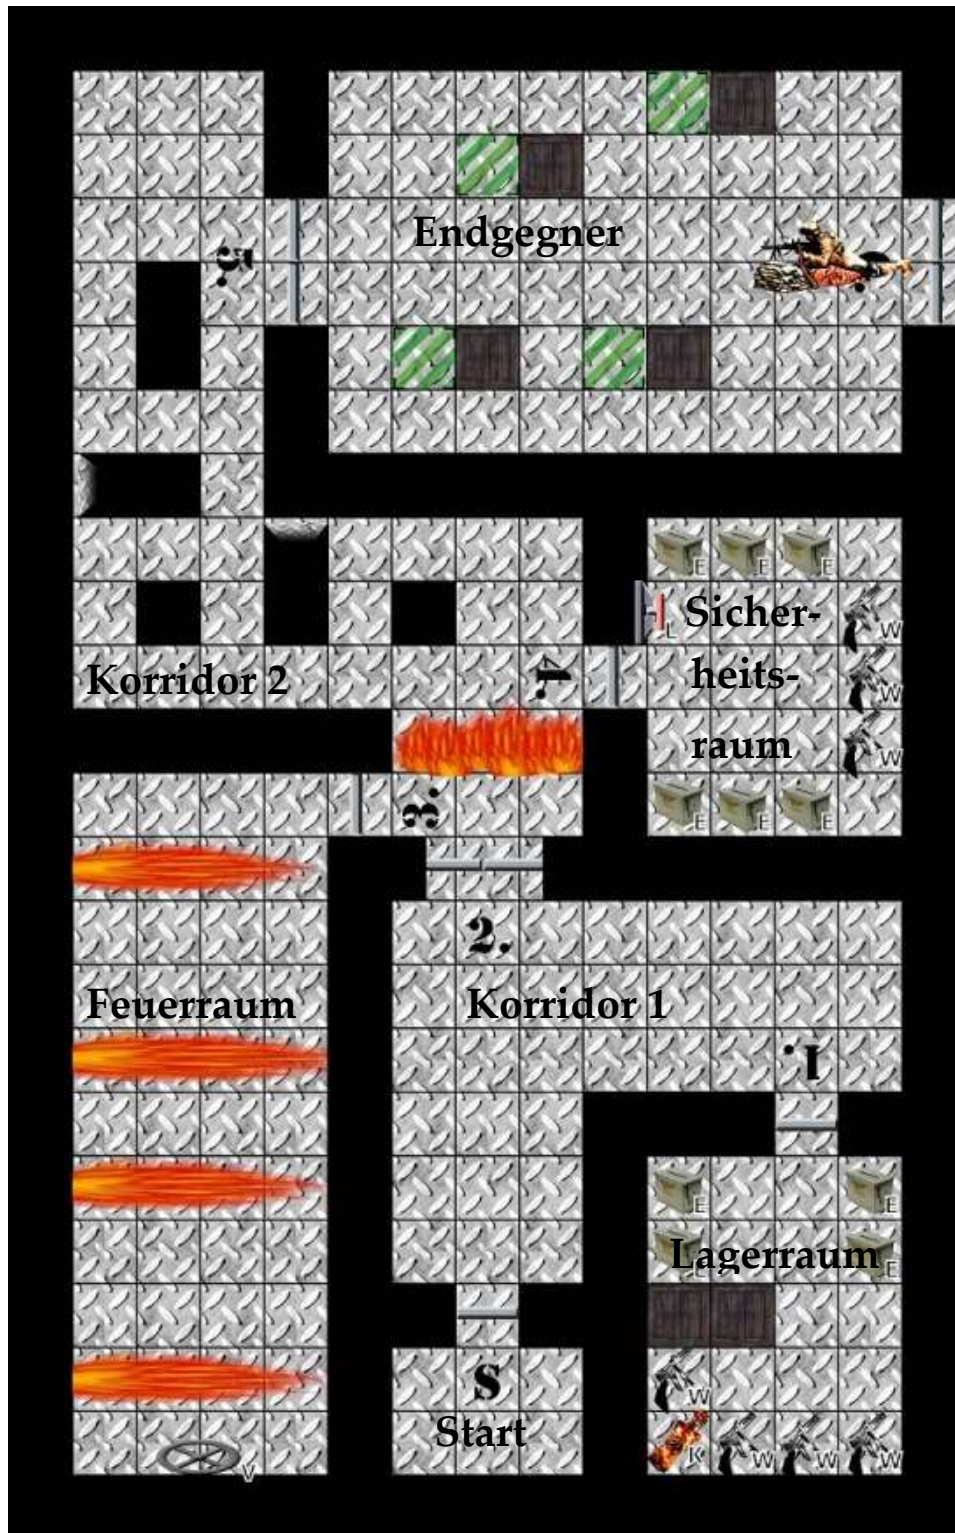 Endgegner
5.
E E E
L Sicher-
W
Korridor 2
4.
heits-
W
raum
W
3.
E E E
2.
Feuerraum
Korridor 1
1.
E E
Lagerraum
E E
S
W
Start
K W W W
V